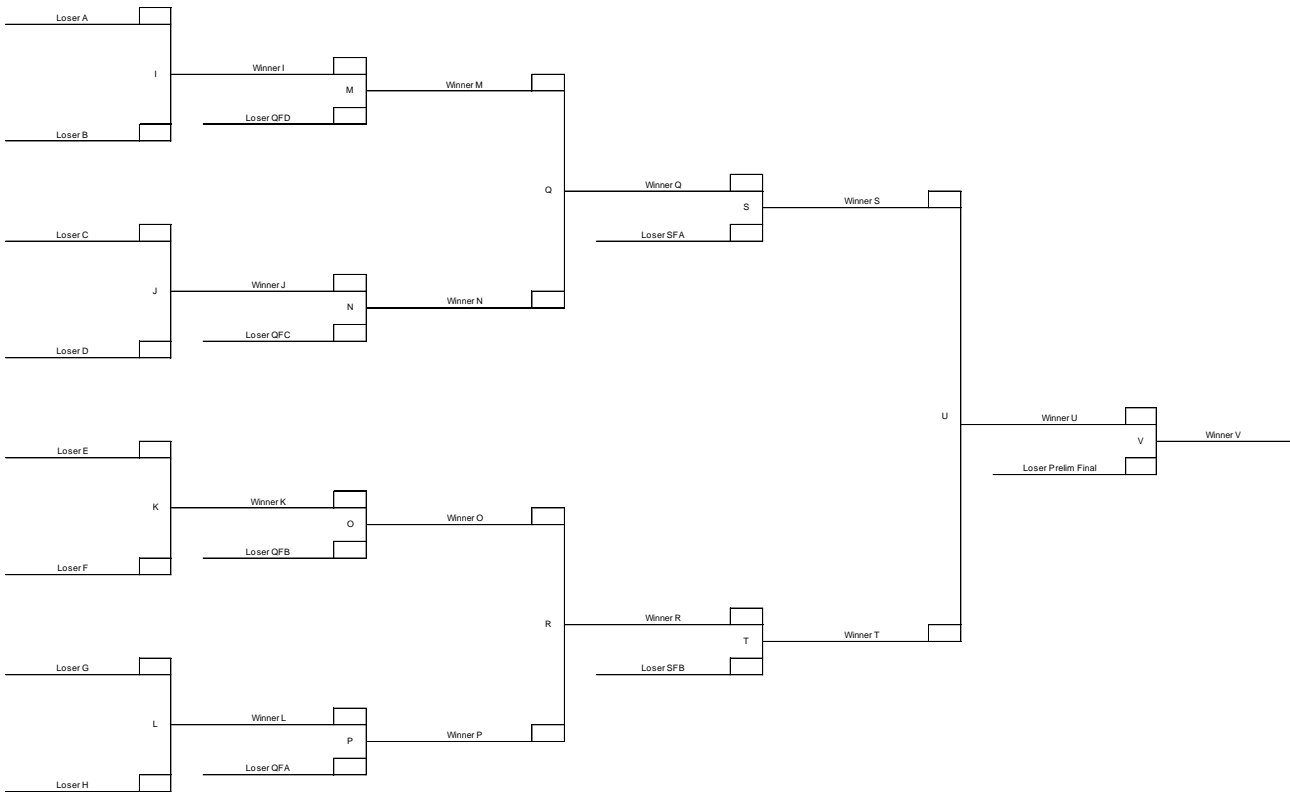 Loser A
I
Loser B
Winner I
M
Loser QFD
Winner M
Loser C
J
Loser D
Winner J
N
Loser QFC
Winner N
Q
Winner Q
S
Loser SFA
Winner S
Loser E
K
Loser F
Winner K
O
Loser QFB
Winner O
Loser G
L
Loser H
Winner L
P
Loser QFA
Winner P
R
Winner R
T
Loser SFB
Winner T
U
Winner U
V
Loser Prelim Final
Winner V